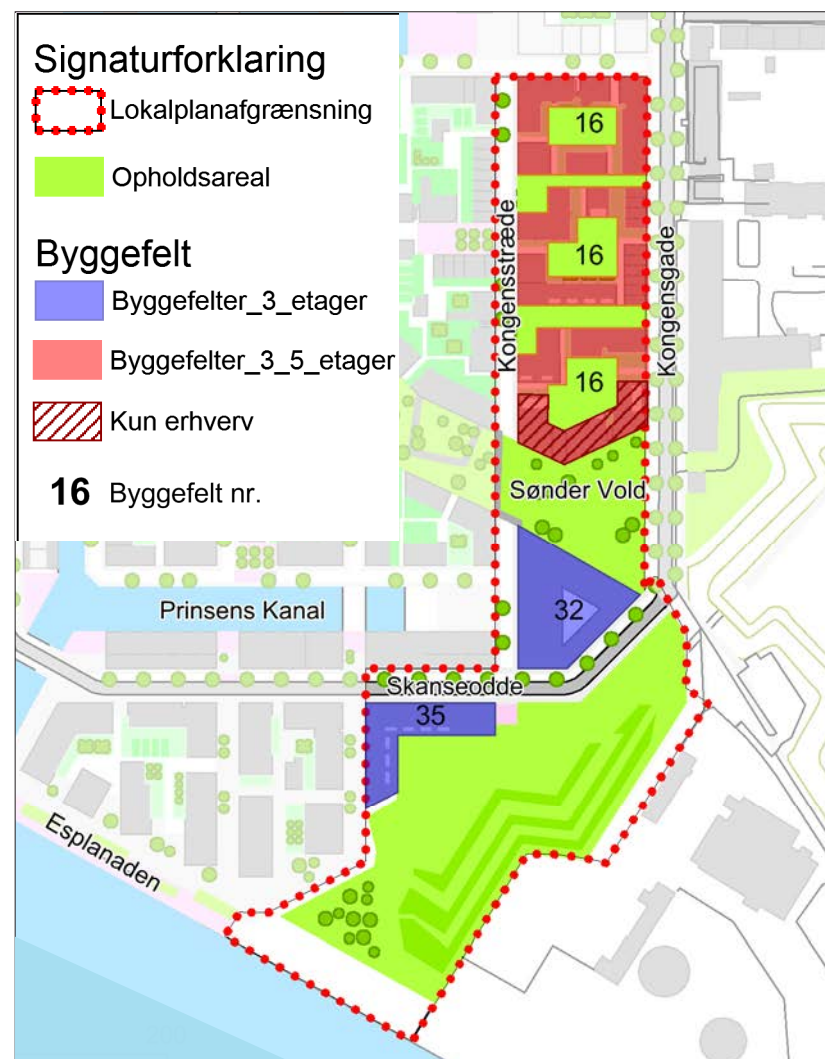 Signaturforklaring
Lokalplanafgrænsning
Opholdsareal
Byggefelt
Byggefelter_3_etager
Byggefelter_3_5_etager
Kun erhverv
16 Byggefelt nr.
16
16
16
Kongensstræde
Kongensgade
Sønder Vold
32
Prinsens Kanal
Skanseodde
35
Esplanaden